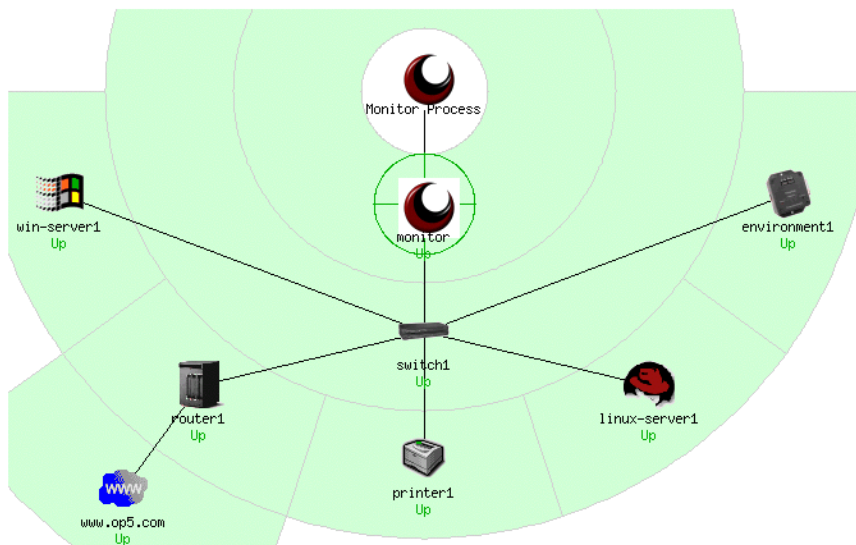 Monitor Process
win-server1
Up
monitor
Up
environment1
Up
switch1
Up
router1
Up
linux-server1
Up
printer1
Up
www
www.op5.com
Up